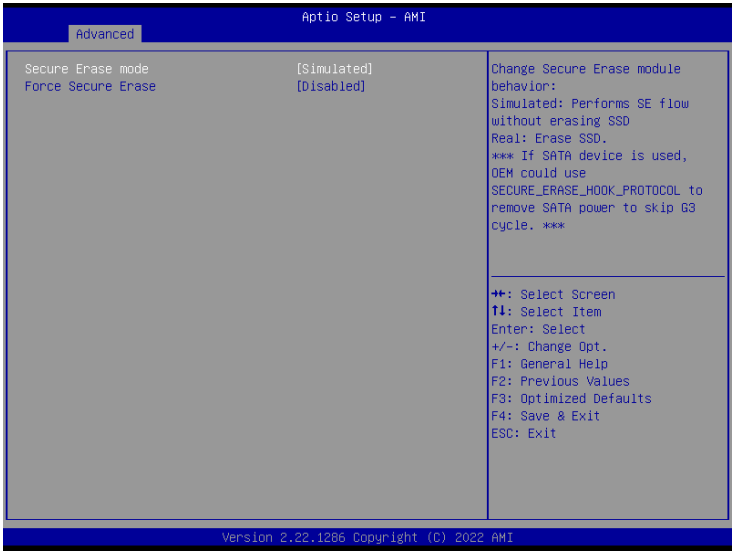 Aptio Setup – AMI
Advanced
Secure Erase mode [Simulated]
Force Secure Erase [Disabled]
Change Secure Erase module
behavior:
Simulated: Performs SE flow
without erasing SSD
Real: Erase SSD.
*** If SATA device is used,
OEM could use
SECURE_ERASE_HOOK_PROTOCOL to
remove SATA power to skip G3
cycle. ***
→←: Select Screen
↑↓: Select Item
Enter: Select
+/-: Change Opt.
F1: General Help
F2: Previous Values
F3: Optimized Defaults
F4: Save & Exit
ESC: Exit
Version 2.22.1286 Copyright (C) 2022 AMI